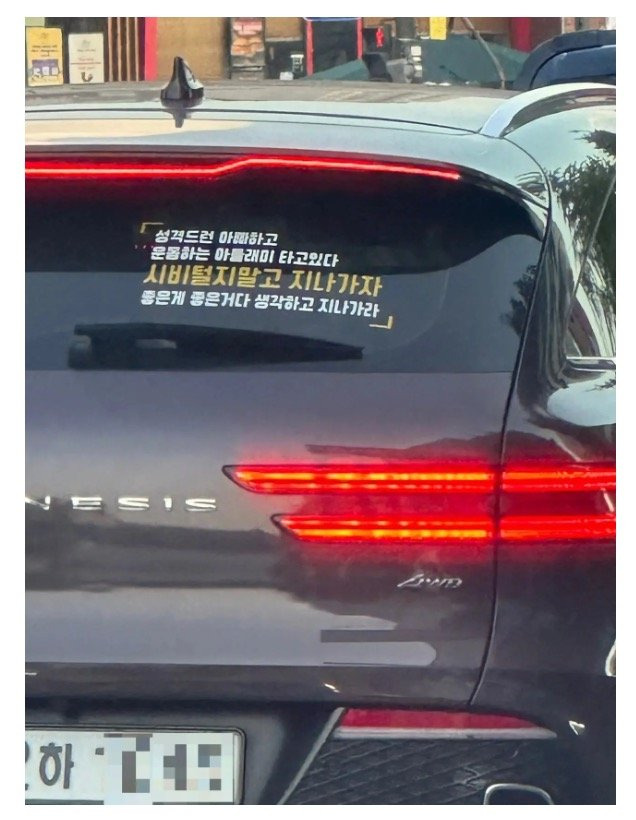 성격드런 아빠하고
운동하는 아들래미 타고있다
시비털지말고 지나가자
좋은게 좋은거다 생각하고 지나가라
NESIS
4WD
하